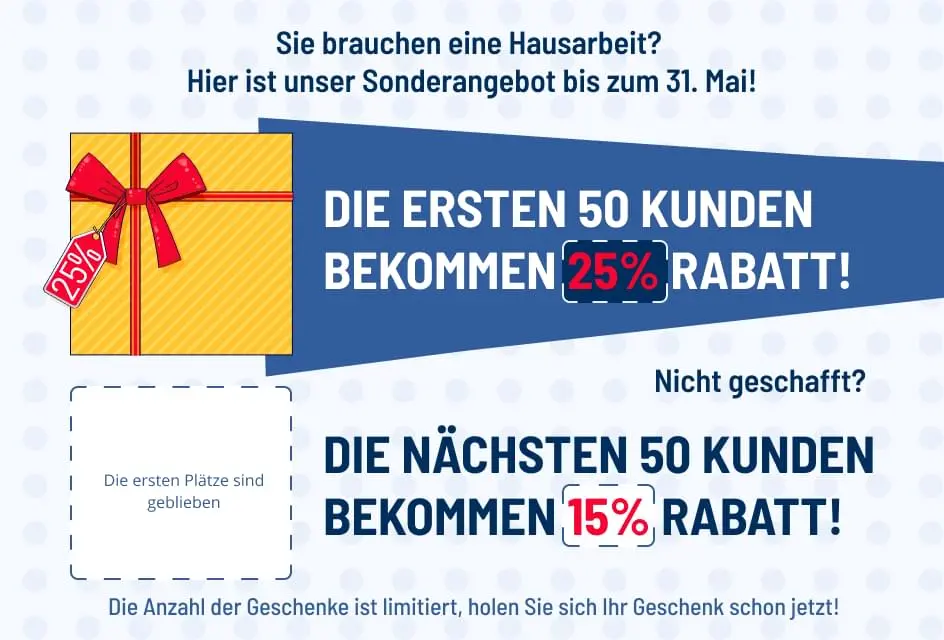 Sie brauchen eine Hausarbeit?
Hier ist unser Sonderangebot bis zum 31. Mai!
DIE ERSTEN 50 KUNDEN
BEKOMMEN 25% RABATT!
25%
Nicht geschafft?
DIE NÄCHSTEN 50 KUNDEN
BEKOMMEN 15% RABATT!
Die ersten Plätze sind
geblieben
Die Anzahl der Geschenke ist limitiert, holen Sie sich Ihr Geschenk schon jetzt!